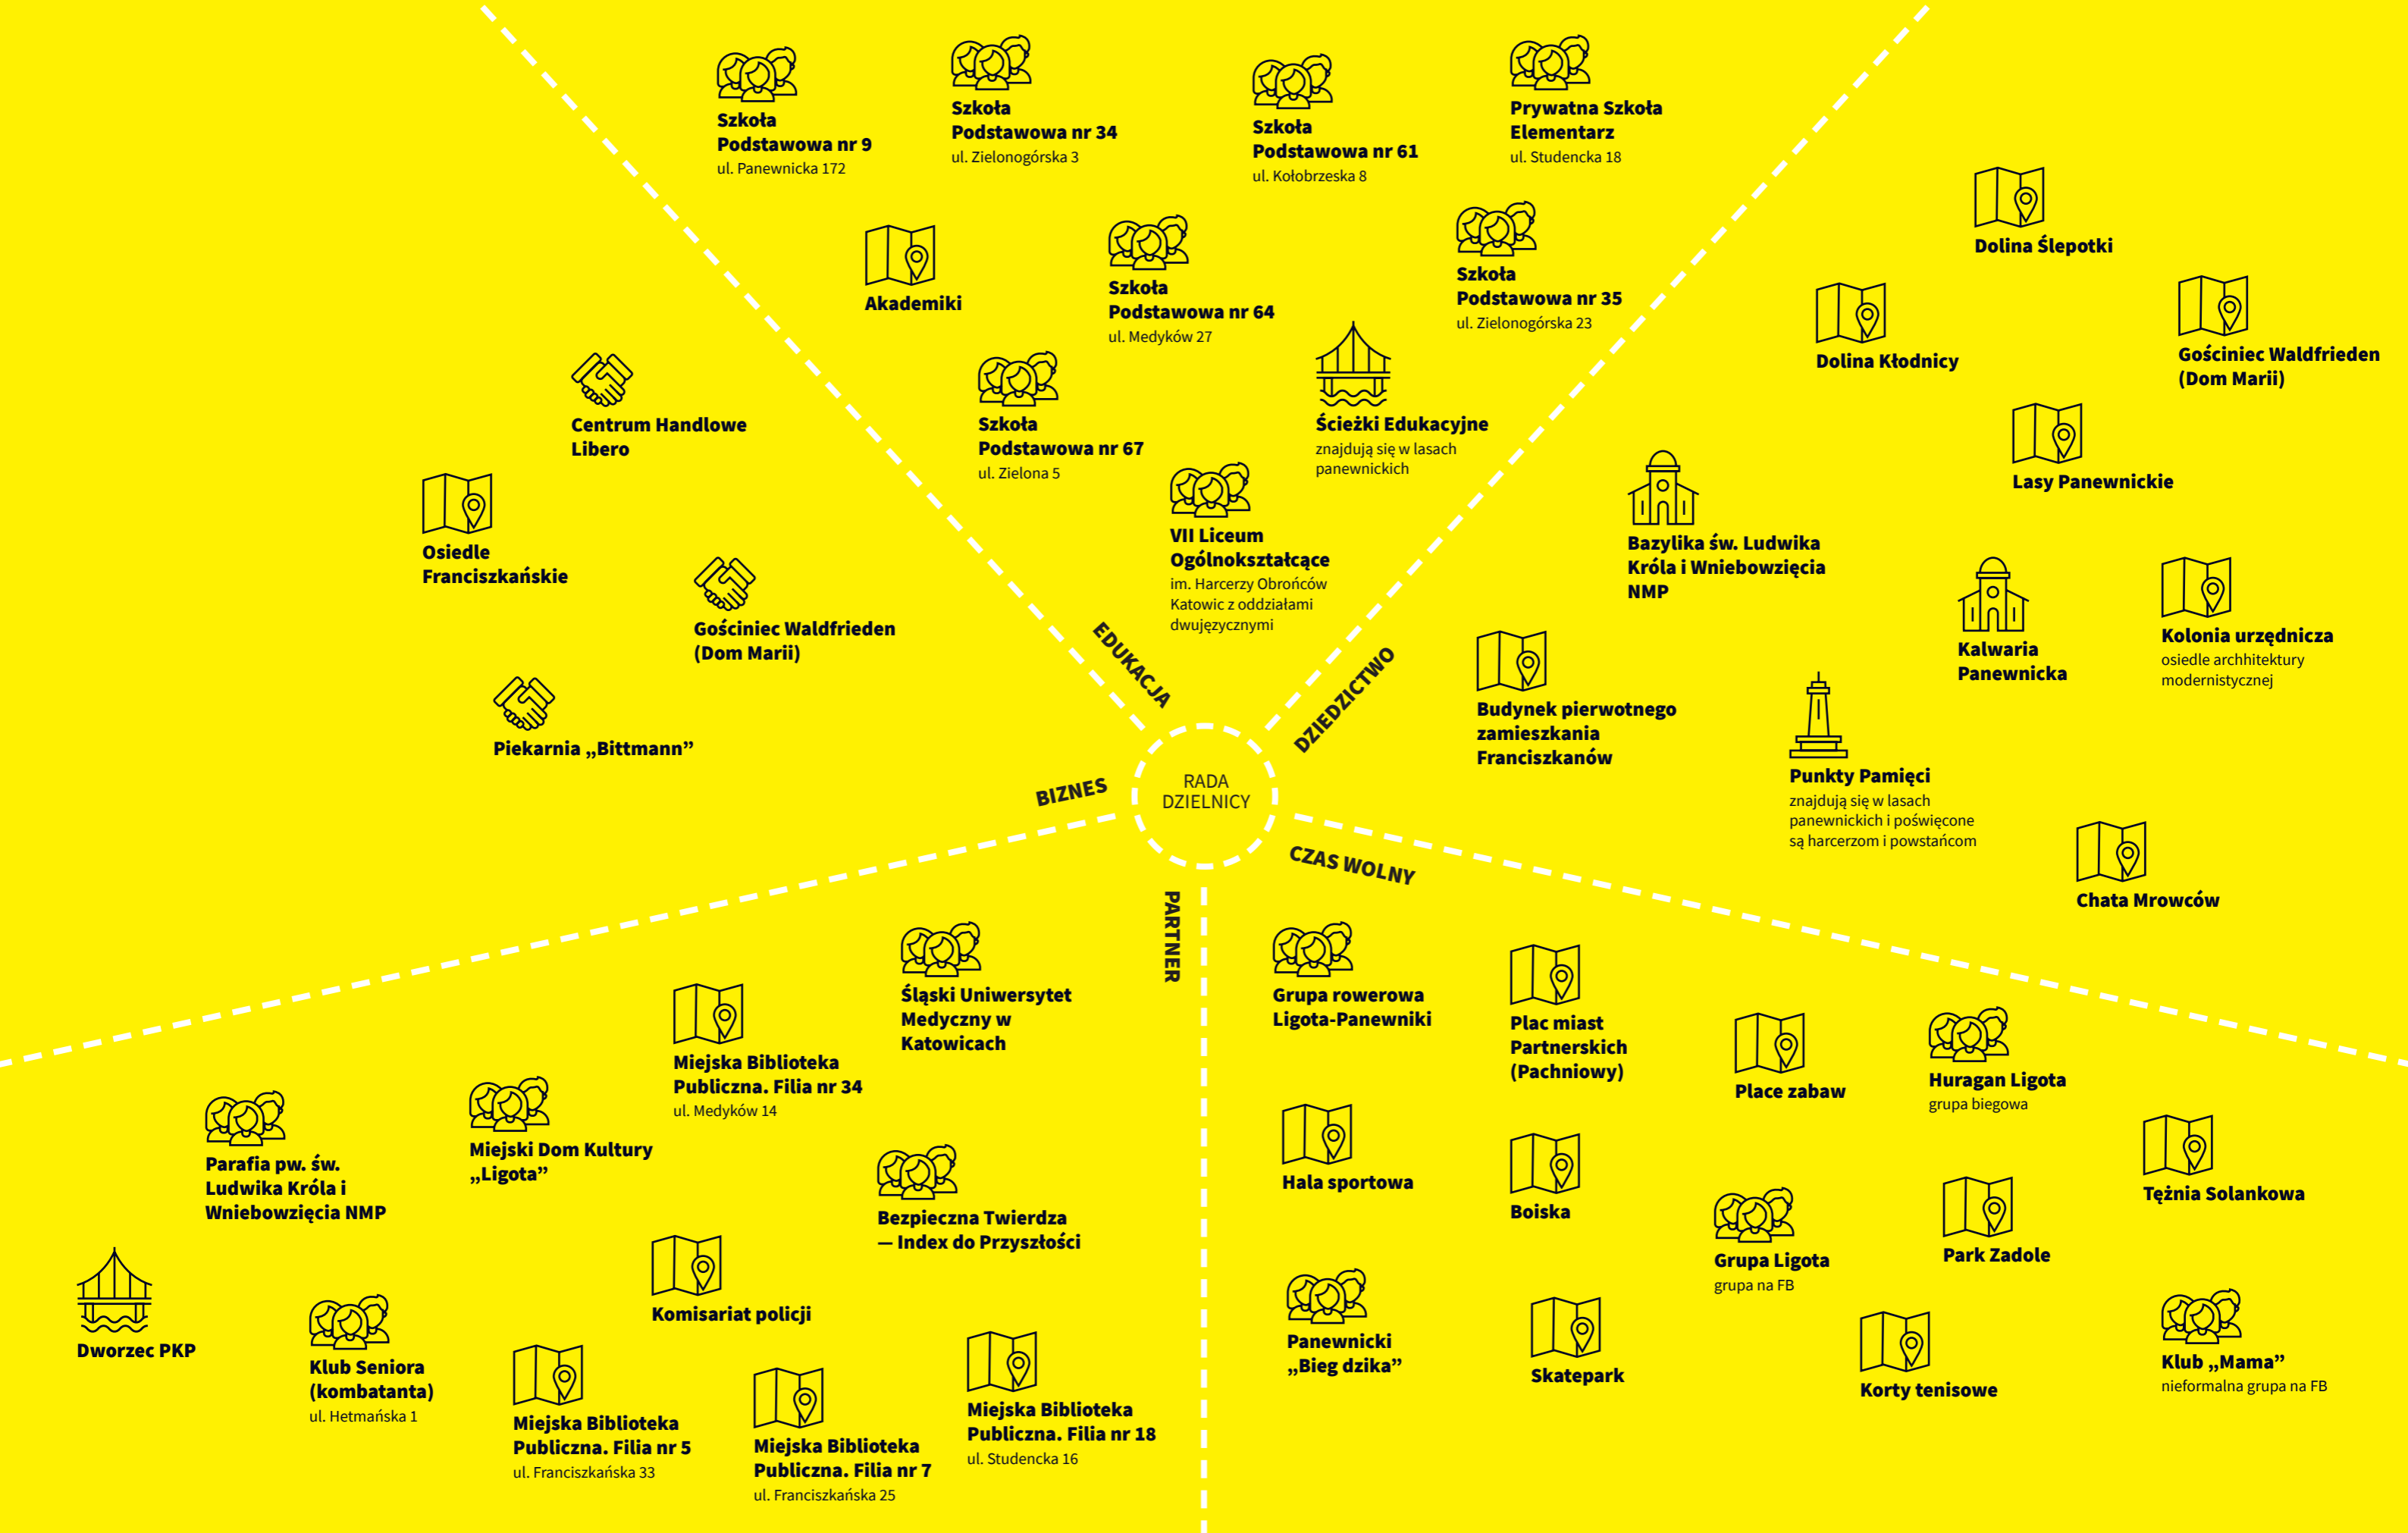 Szkoła
Podstawowa nr 9
ul. Panewnicka 172
Szkoła
Podstawowa nr 34
ul. Zielonogórska 3
Szkoła
Podstawowa nr 61
ul. Kołobrzeska 8
Prywatna Szkoła
Elementarz
ul. Studencka 18
Akademiki
Szkoła
Podstawowa nr 64
ul. Medyków 27
Szkoła
Podstawowa nr 35
ul. Zielonogórska 23
Szkoła
Podstawowa nr 67
ul. Zielona 5
Ścieżki Edukacyjne
znajdują się w lasach
panewnickich
VII Liceum
Ogólnokształcące
im. Harcerzy Obrońców
Katowic z oddziałami
dwujęzycznymi
EDUKACJA
Dolina Ślepotki
Dolina Kłodnicy
Gościniec Waldfrieden
(Dom Marii)
Lasy Panewnickie
Bazylika św. Ludwika
Króla i Wniebowzięcia
NMP
Kalwaria
Panewnicka
Kolonia urzędnicza
osiedle archhitektury
modernistycznej
Budynek pierwotnego
zamieszkania
Franciszkanów
Punkty Pamięci
znajdują się w lasach
panewnickich i poświęcone
są harcerzom i powstańcom
Chata Mrowców
DZIEDZICTWO
Centrum Handlowe
Libero
Osiedle
Franciszkańskie
Gościniec Waldfrieden
(Dom Marii)
Piekarnia „Bittmann”
BIZNES
RADA
DZIELNICY
CZAS WOLNY
PARTNER
Śląski Uniwersytet
Medyczny w
Katowicach
Miejska Biblioteka
Publiczna. Filia nr 34
ul. Medyków 14
Miejski Dom Kultury
„Ligota”
Parafia pw. św.
Ludwika Króla i
Wniebowzięcia NMP
Bezpieczna Twierdza
— Index do Przyszłości
Komisariat policji
Dworzec PKP
Klub Seniora
(kombatanta)
ul. Hetmańska 1
Miejska Biblioteka
Publiczna. Filia nr 5
ul. Franciszkańska 33
Miejska Biblioteka
Publiczna. Filia nr 7
ul. Franciszkańska 25
Miejska Biblioteka
Publiczna. Filia nr 18
ul. Studencka 16
Grupa rowerowa
Ligota-Panewniki
Plac miast
Partnerskich
(Pachniowy)
Place zabaw
Huragan Ligota
grupa biegowa
Hala sportowa
Boiska
Tężnia Solankowa
Grupa Ligota
grupa na FB
Park Zadole
Panewnicki
„Bieg dzika”
Skatepark
Korty tenisowe
Klub „Mama”
nieformalna grupa na FB